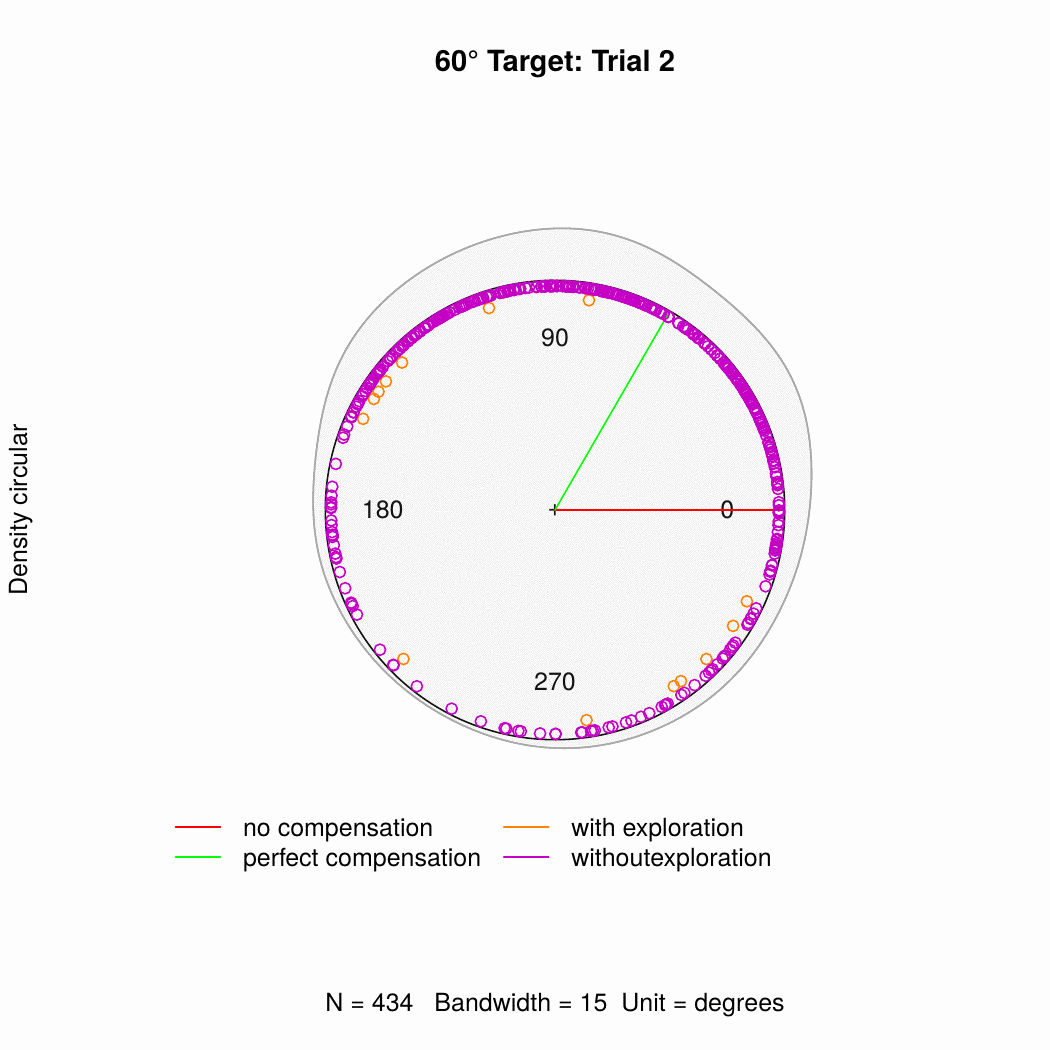 60° Target: Trial 2
Density circular
90
180
0
270
no compensation
with exploration
perfect compensation
withoutexploration
N = 434 Bandwidth = 15 Unit = degrees